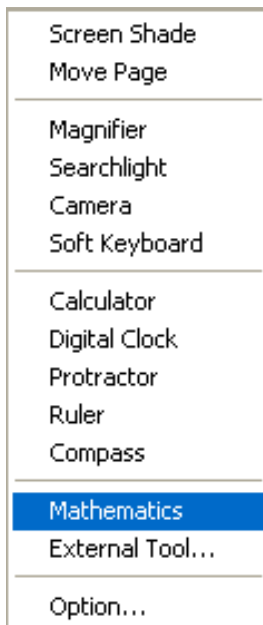 Screen Shade
Move Page
Magnifier
Searchlight
Camera
Soft Keyboard
Calculator
Digital Clock
Protractor
Ruler
Compass
Mathematics
External Tool...
Option...